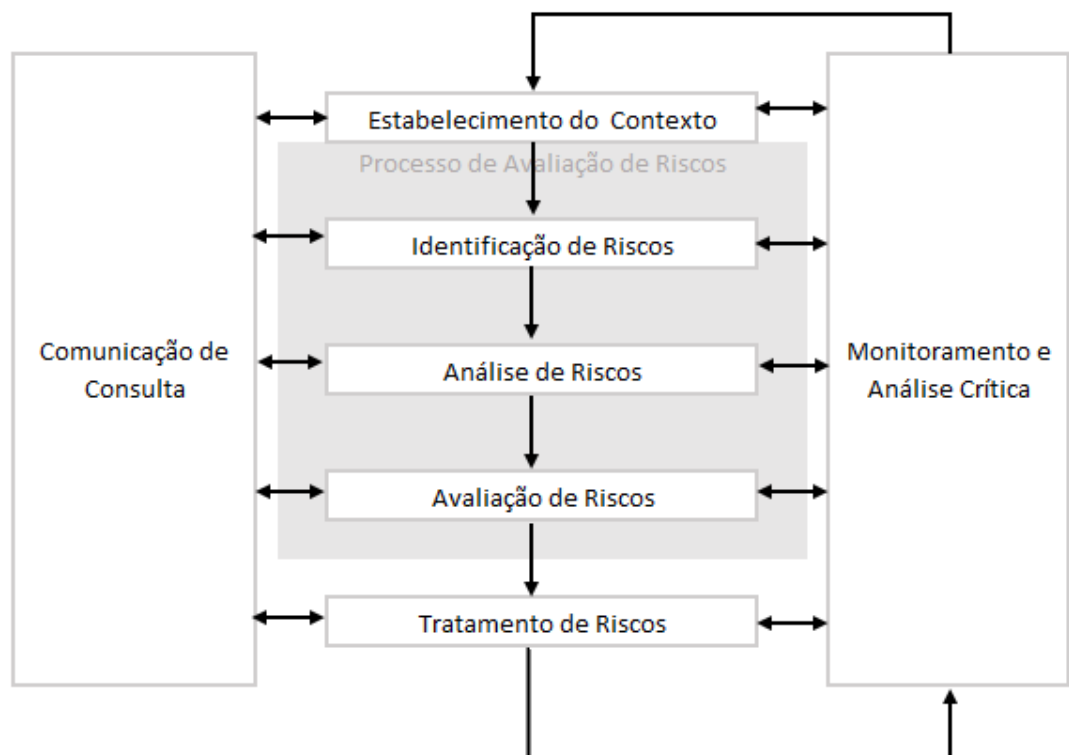 Estabelecimento do Contexto
Processo de Avaliação de Riscos
Identificação de Riscos
Comunicação de
Consulta
Análise de Riscos
Monitoramento e
Análise Crítica
Avaliação de Riscos
Tratamento de Riscos